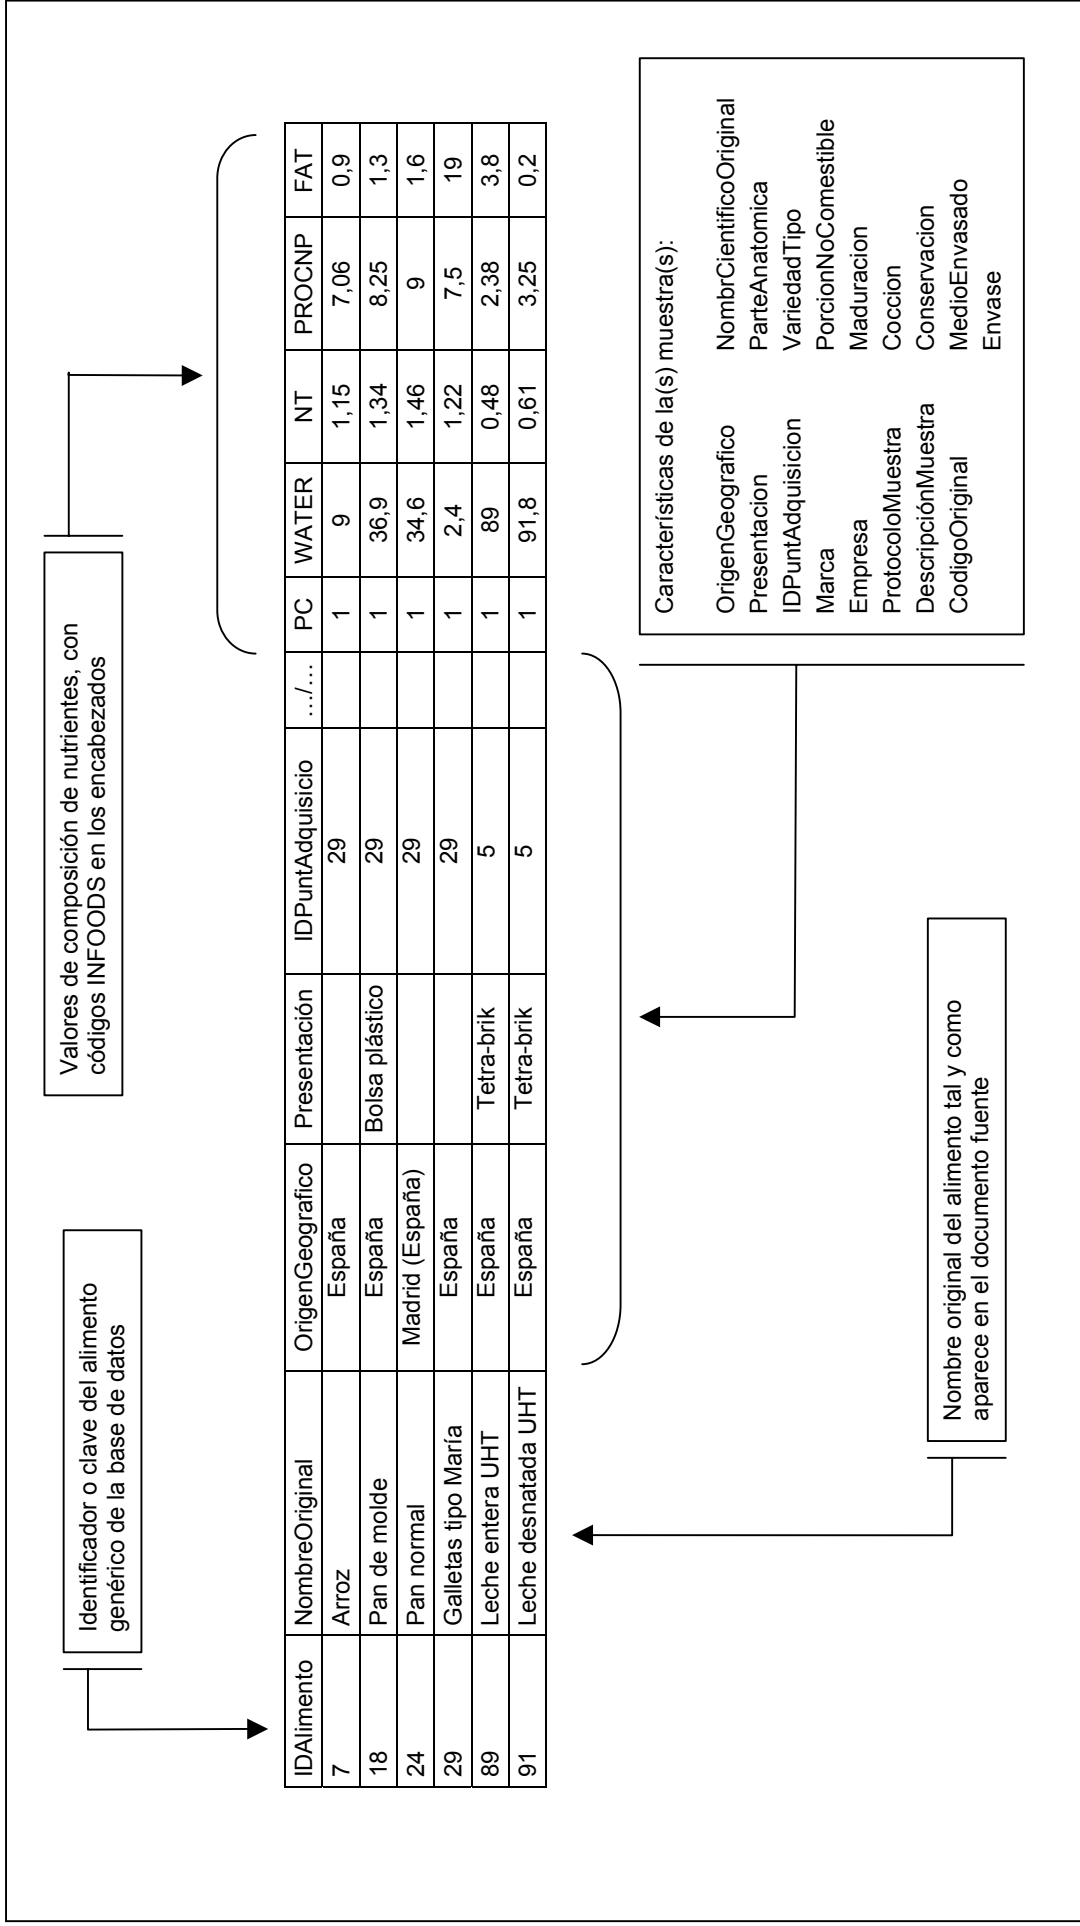 Identificador o clave del alimento
genérico de la base de datos
Valores de composición de nutrientes, con
códigos INFOODS en los encabezados
IDAlimento NombreOriginal OrigenGeografico Presentación IDPuntAdquisicio …/… PC WATER NT PROCNP FAT
7 Arroz España 29 1 9 1,15 7,06 0,9
18 Pan de molde España Bolsa plástico 29 1 36,9 1,34 8,25 1,3
24 Pan normal Madrid (España) 29 1 34,6 1,46 9 1,6
29 Galletas tipo María España 29 1 2,4 1,22 7,5 19
89 Leche entera UHT España Tetra-brik 5 1 89 0,48 2,38 3,8
91 Leche desnatada UHT España Tetra-brik 5 1 91,8 0,61 3,25 0,2
Nombre original del alimento tal y como
aparece en el documento fuente
Características de la(s) muestra(s):
OrigenGeografico NombrCientificoOriginal
Presentacion ParteAnatomica
IDPuntAdquisicion VariedadTipo
Marca PorcionNoComestible
Empresa Maduracion
ProtocoloMuestra Coccion
DescripciónMuestra Conservacion
CodigoOriginal MedioEnvasado
Envase